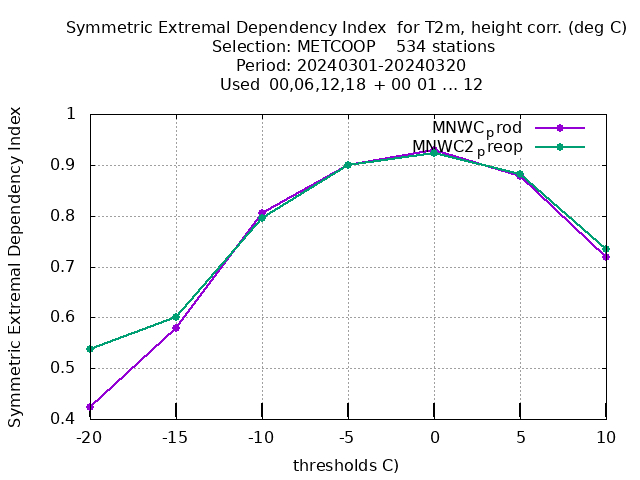 Symmetric Extremal Dependency Index  for T2m, height corr. (deg C)
Selection: METCOOP    534 stations
Period: 20240301-20240320
Used  00,06,12,18  + 00 01 ... 12
Symmetric Extremal Dependency Index
1
0.9
0.8
0.7
0.6
0.5
0.4
MNWCprod
MNWC2preop
-20 -15 -10 -5 0 5 10
thresholds C)